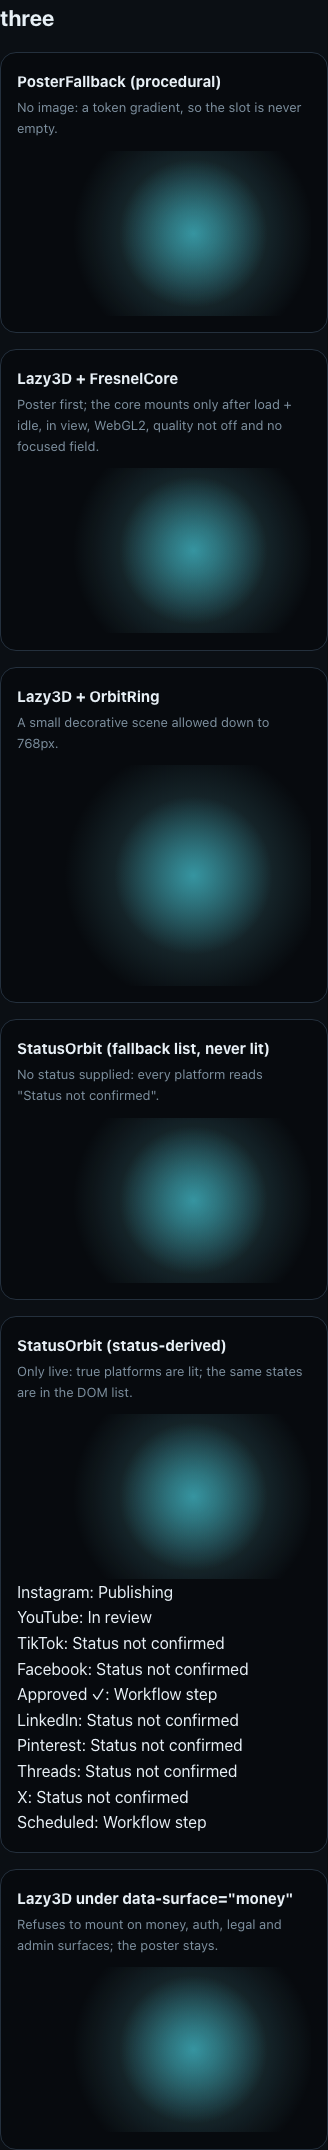 three
PosterFallback (procedural)
No image: a token gradient, so the slot is never
empty.
Lazy3D + FresnelCore
Poster first; the core mounts only after load +
idle, in view, WebGL2, quality not off and no
focused field.
Lazy3D + OrbitRing
A small decorative scene allowed down to
768px.
StatusOrbit (fallback list, never lit)
No status supplied: every platform reads
"Status not confirmed".
StatusOrbit (status-derived)
Only live: true platforms are lit; the same states
are in the DOM list.
Instagram: Publishing
YouTube: In review
TikTok: Status not confirmed
Facebook: Status not confirmed
Approved ✓: Workflow step
LinkedIn: Status not confirmed
Pinterest: Status not confirmed
Threads: Status not confirmed
X: Status not confirmed
Scheduled: Workflow step
Lazy3D under data-surface="money"
Refuses to mount on money, auth, legal and
admin surfaces; the poster stays.